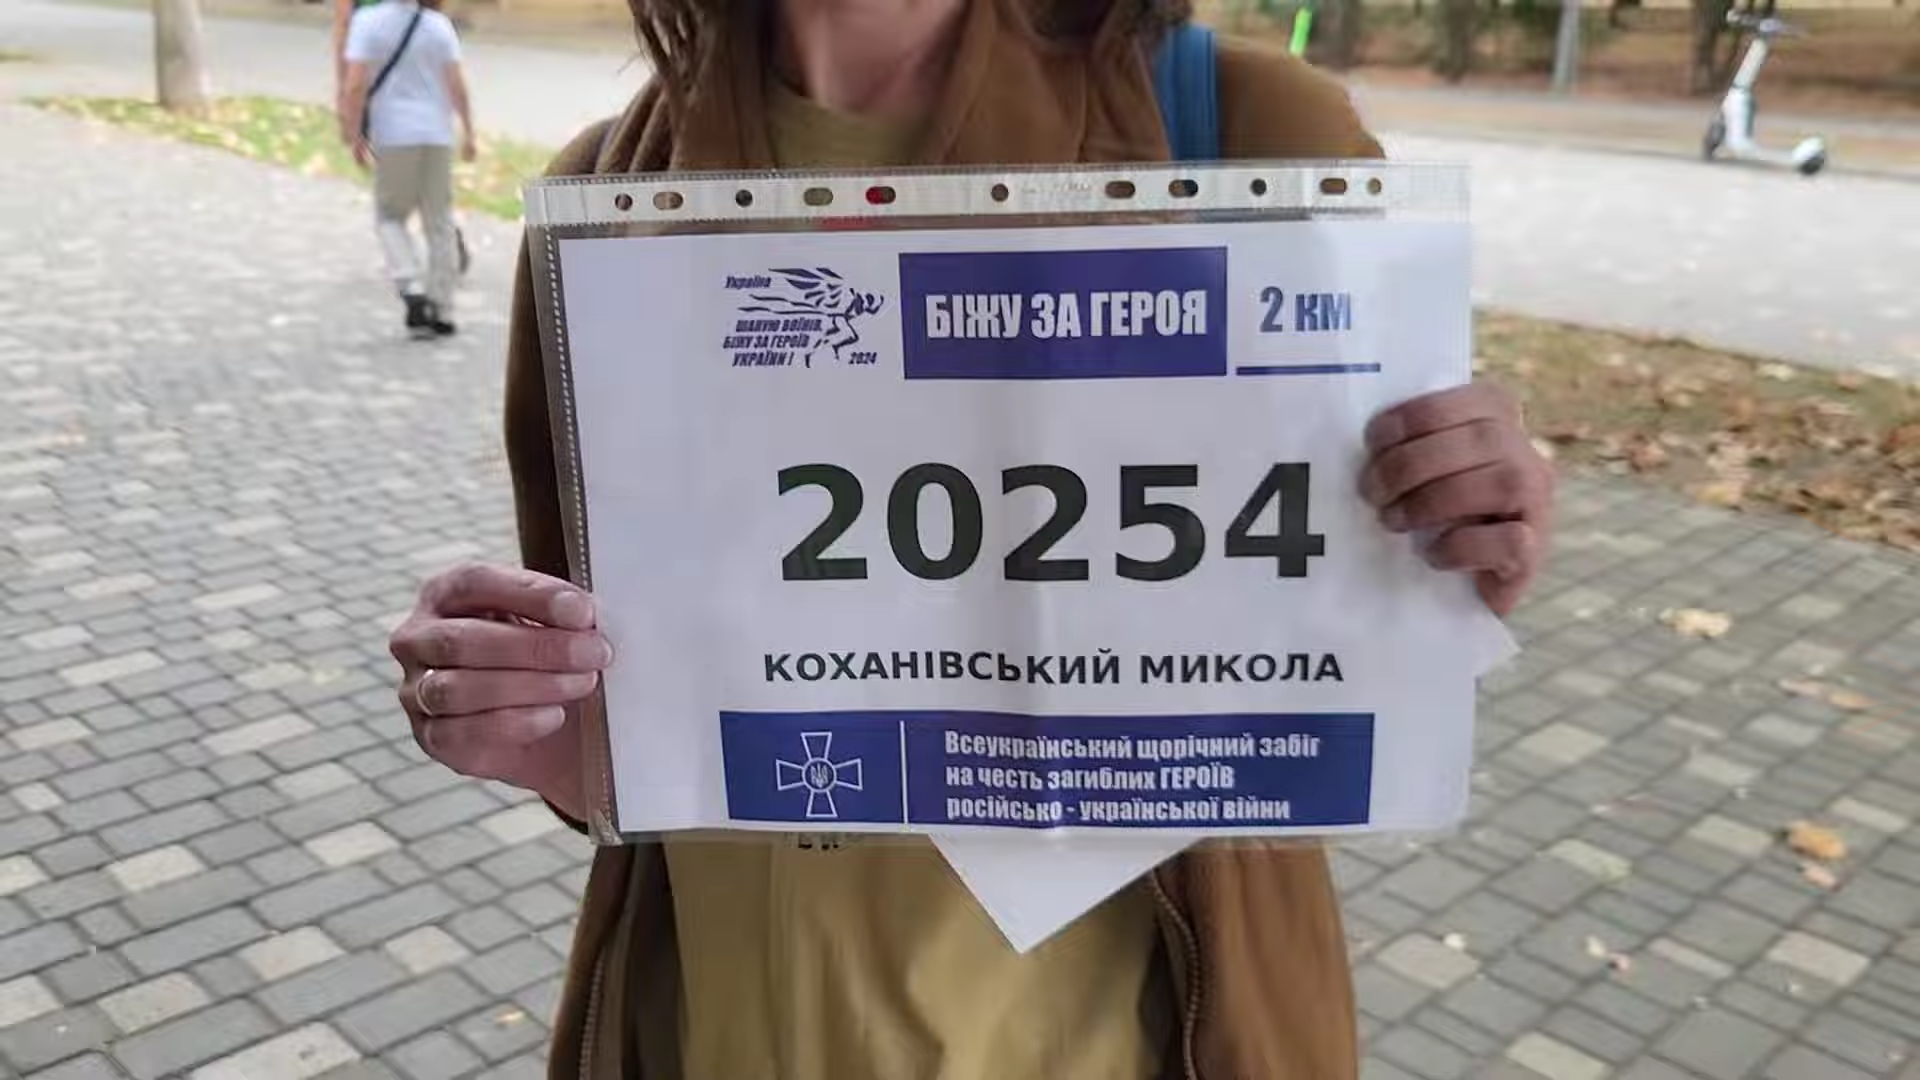 Україна
ШАНУЮ ВОЇНІВ,
БІЖУ ЗА ГЕРОЇВ
УКРАЇНИ !
2024
БІЖУ ЗА ГЕРОЯ
2 КМ
20254
КОХАНІВСЬКИЙ МИКОЛА
Всеукраїнський щорічний забіг
на честь загиблих ГЕРОЇВ
російсько - української війни